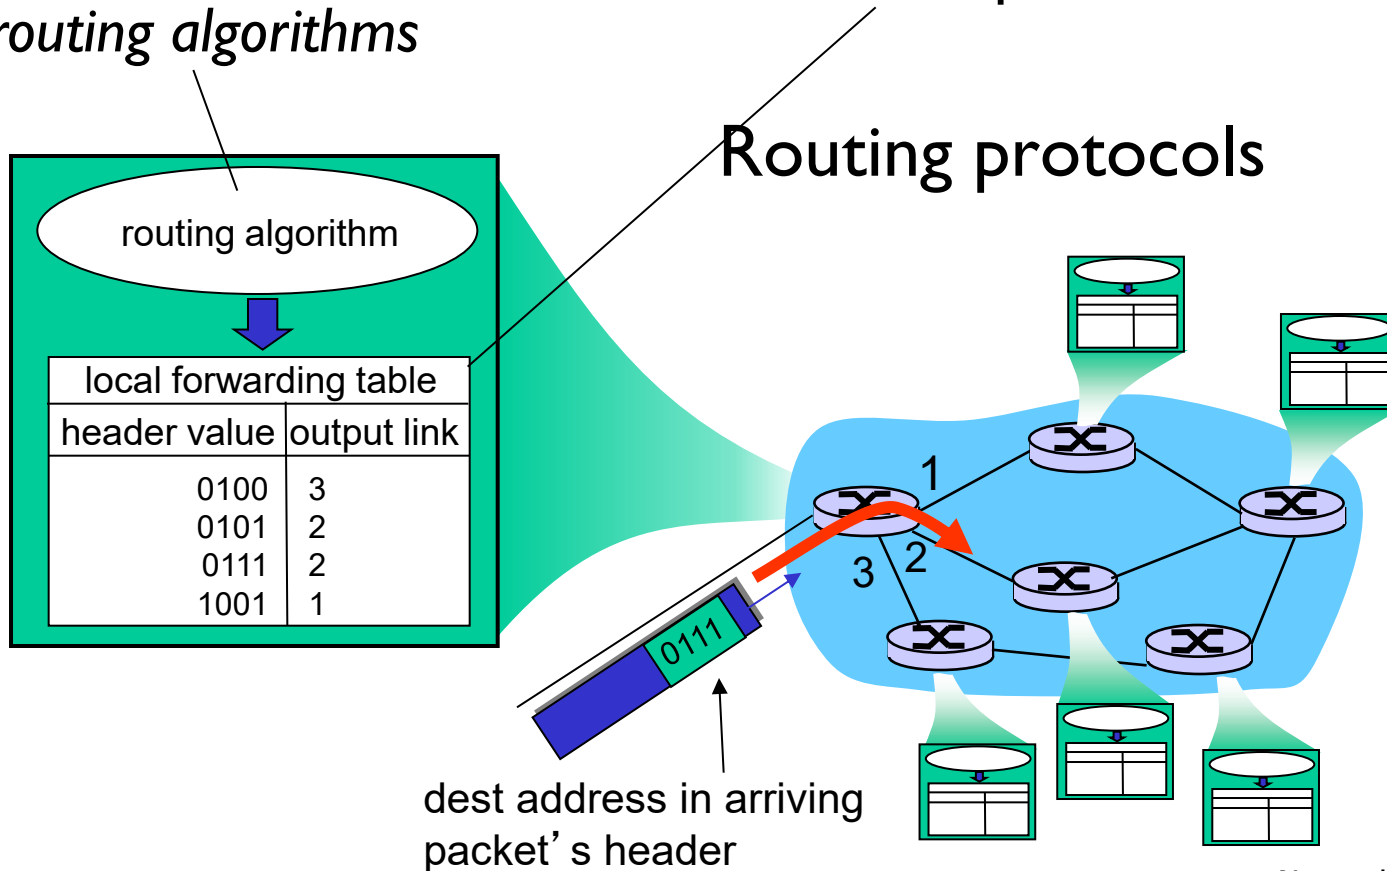 routing algorithms
Routing protocols
routing algorithm
local forwarding table
header value output link
0100 3
0101 2
0111 2
1001 1
1
2
3
0111
dest address in arriving
packet’s header